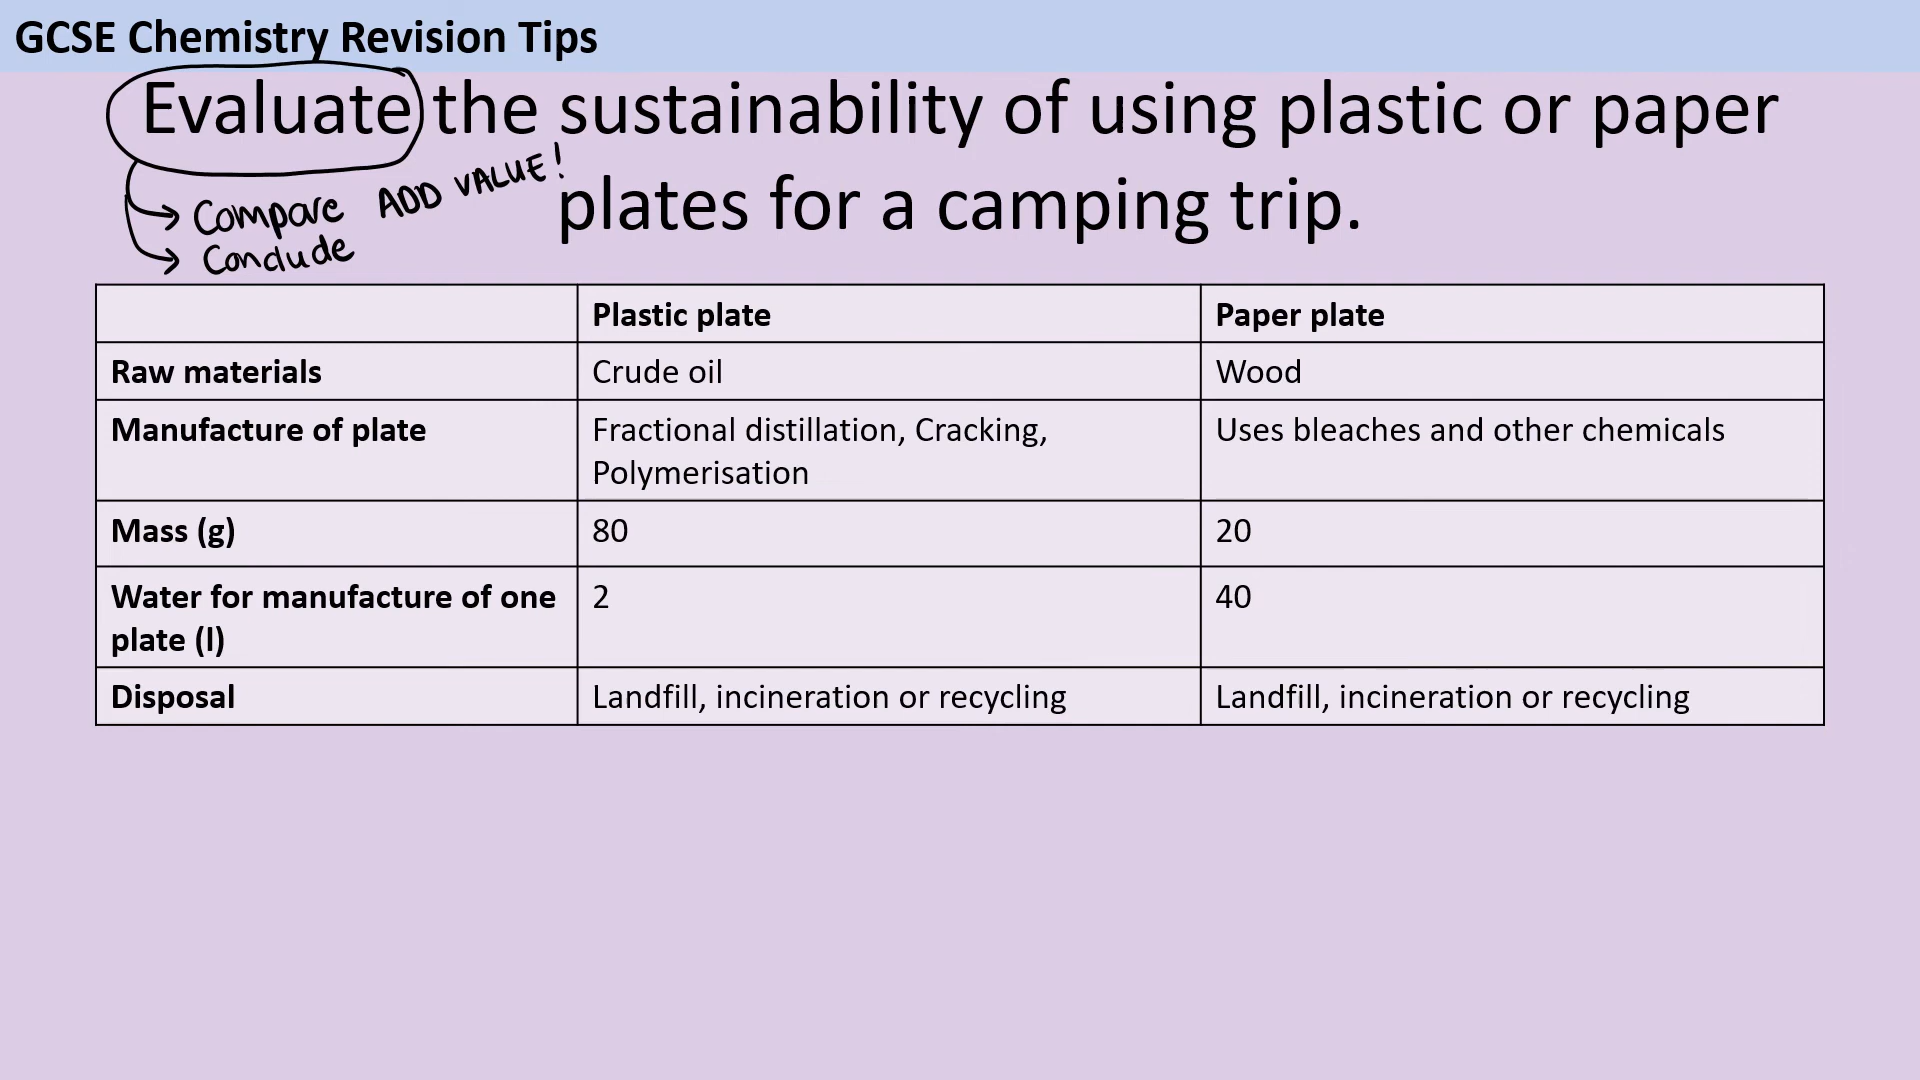 GCSE Chemistry Revision Tips
Evaluate the sustainability of using plastic or paper
plates for a camping trip.
Compare ADD VALUE!
Conclude
Plastic plate Paper plate
Raw materials Crude oil Wood
Manufacture of plate Fractional distillation, Cracking, Uses bleaches and other chemicals
Polymerisation
Mass (g) 80 20
Water for manufacture of one 2 40
plate (l)
Disposal Landfill, incineration or recycling Landfill, incineration or recycling